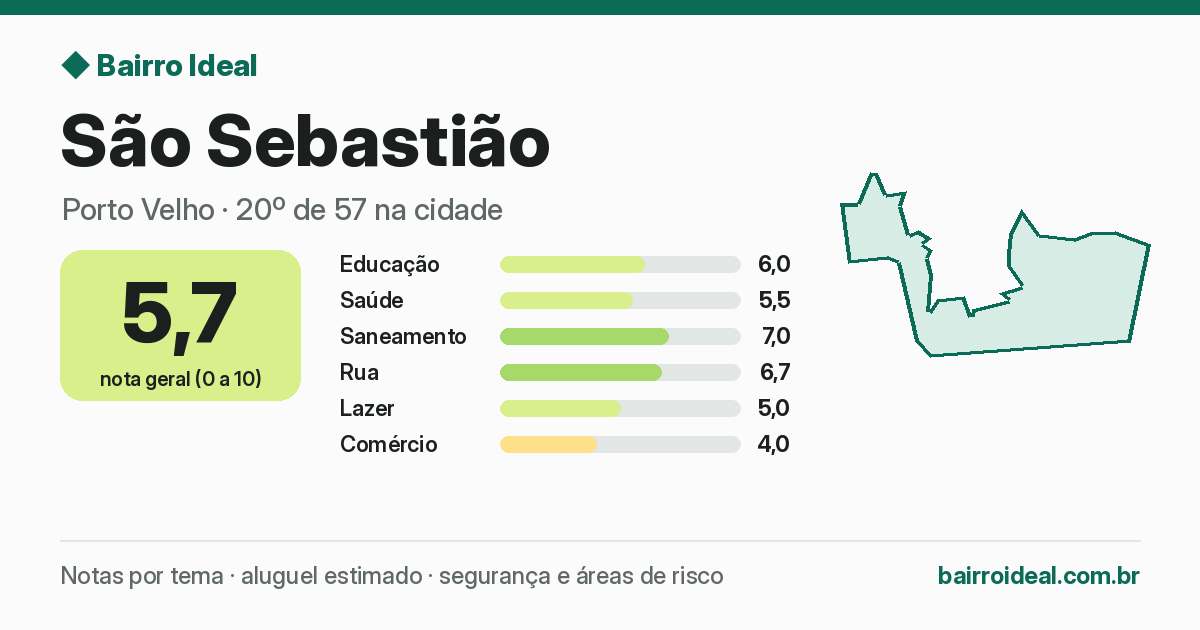 Bairro Ideal
São Sebastião
Porto Velho · 20º de 57 na cidade
5,7
nota geral (0 a 10)
Educação 6,0
Saúde 5,5
Saneamento 7,0
Rua 6,7
Lazer 5,0
Comércio 4,0
Notas por tema · aluguel estimado · segurança e áreas de risco
bairroideal.com.br